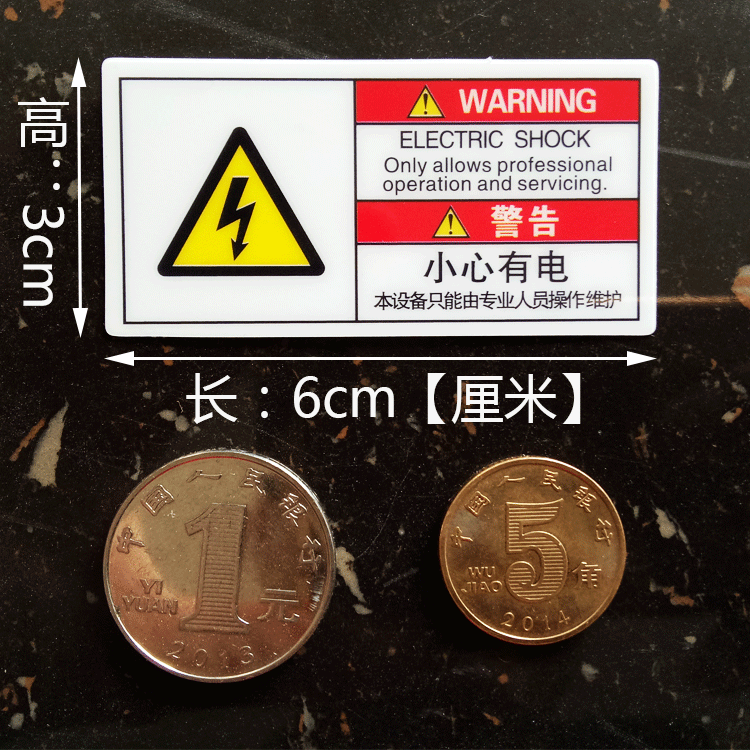 WARNING
ELECTRIC SHOCK
Only allows professional
operation and servicing.
警告
小心有电
本设备只能由专业人员操作维护
高：3cm
长：6cm【厘米】
中国人民银行
YI
YUAN
1
元
2013
中国人民银行
WU
JIAO
5
角
2014